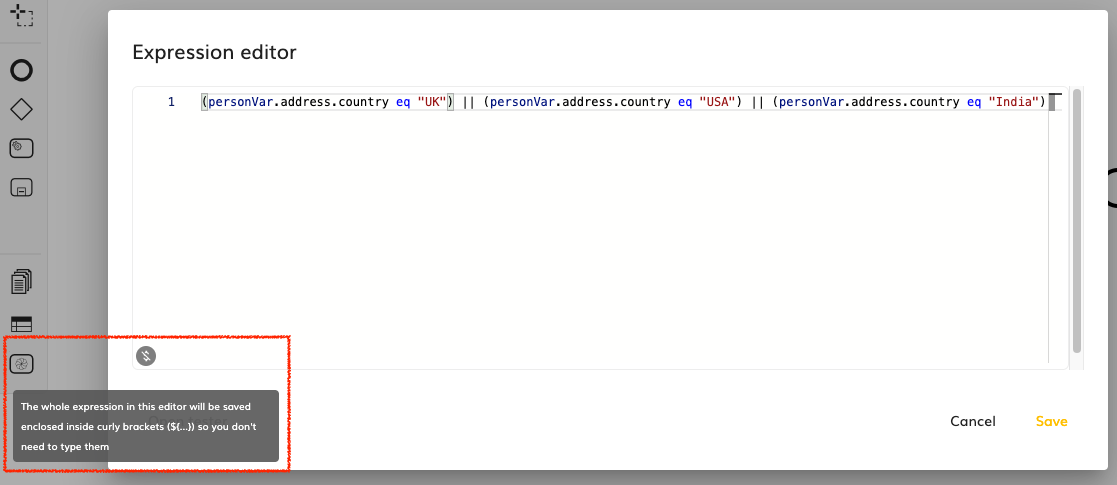 Expression editor
1 (personVar.address.country eq "UK") || (personVar.address.country eq "USA") || (personVar.address.country eq "India")
The whole expression in this editor will be saved
enclosed inside curly brackets (${...}) so you don't
need to type them
Cancel Save